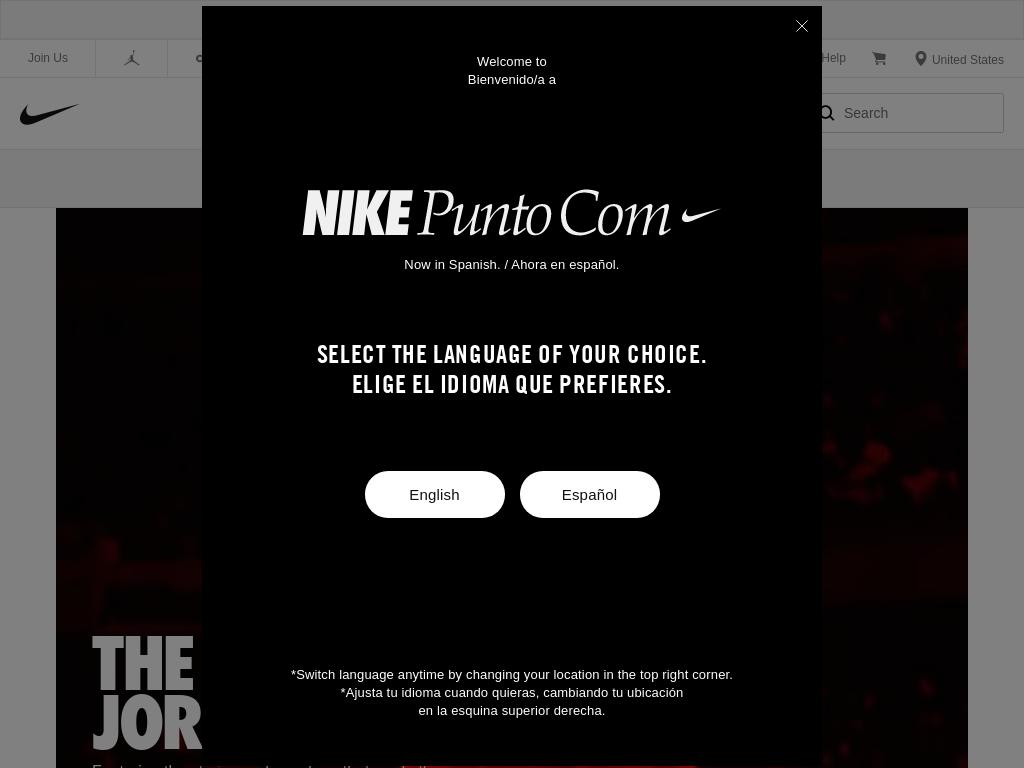 Join Us
Help
United States
Search
Welcome to
Bienvenido/a a
NIKE Punto Com
Now in Spanish. / Ahora en español.
SELECT THE LANGUAGE OF YOUR CHOICE.
ELIGE EL IDIOMA QUE PREFIERES.
English
Español
THE
JOR
*Switch language anytime by changing your location in the top right corner.
*Ajusta tu idioma cuando quieras, cambiando tu ubicación
en la esquina superior derecha.